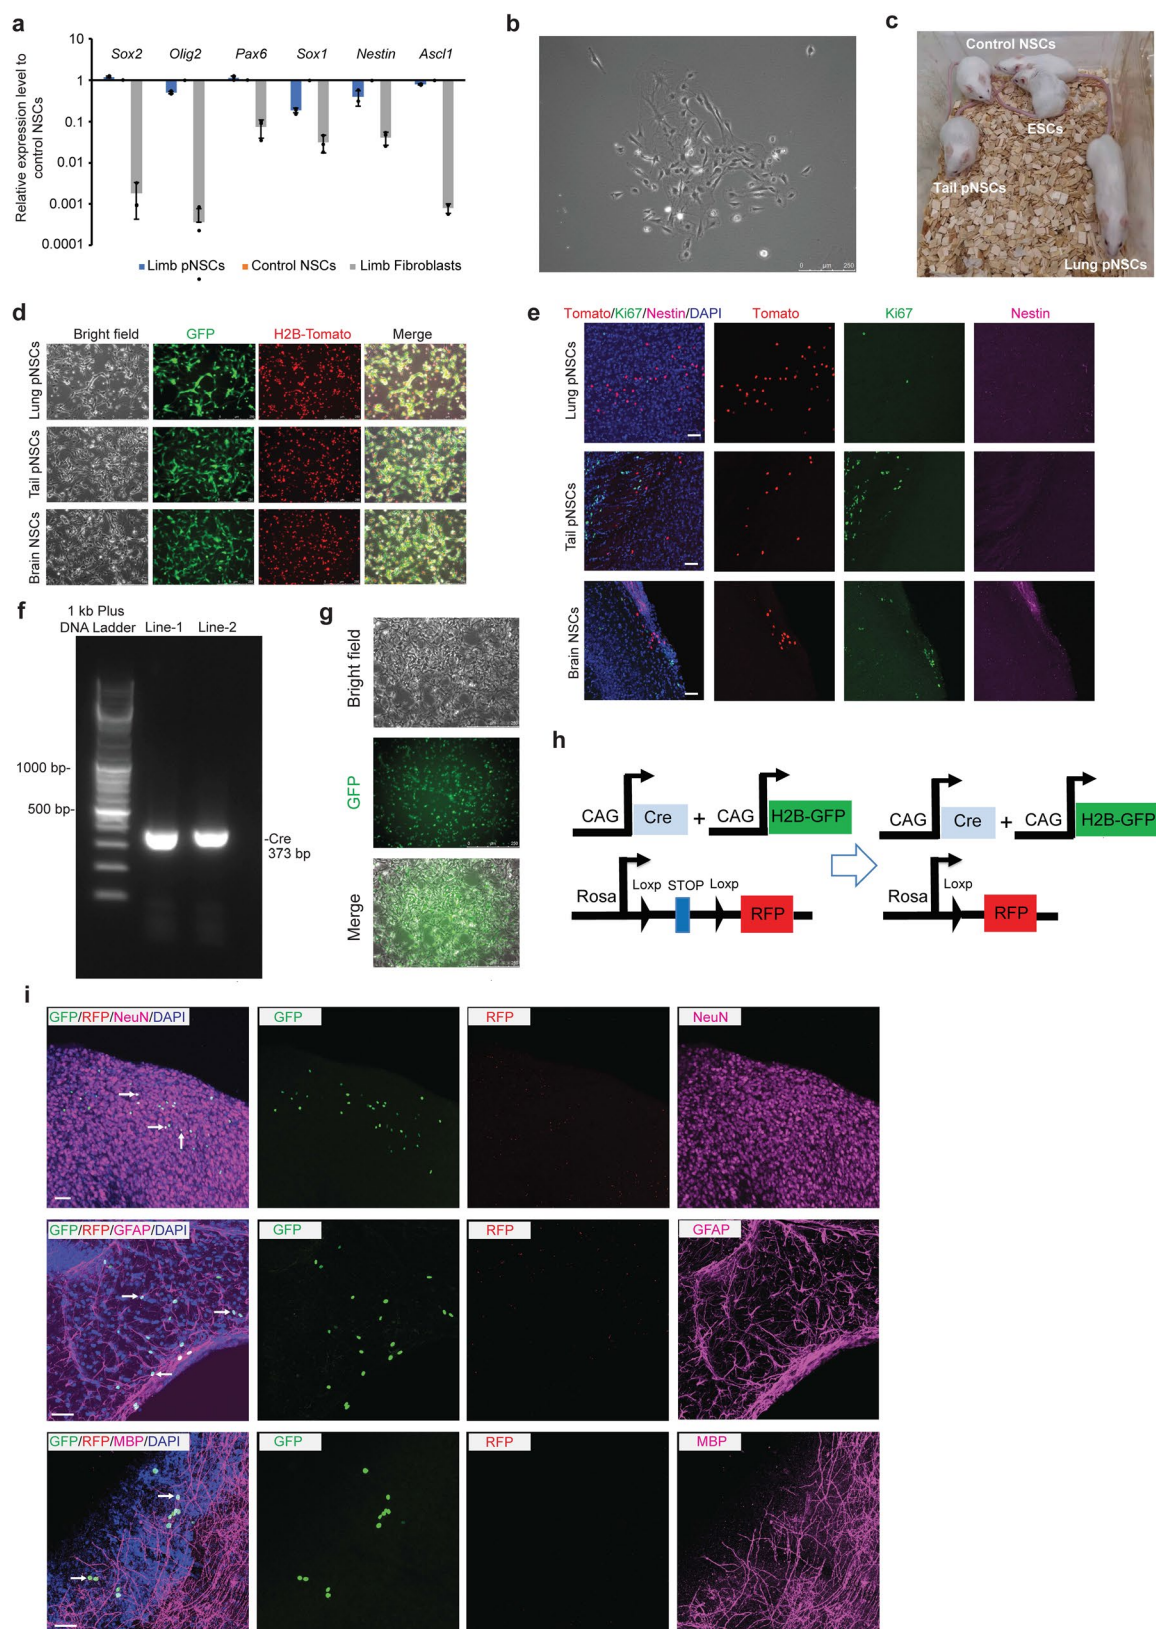 a
Relative expression level to
control NSCs
10
1
0.1
0.01
0.001
0.0001
Sox2 Olig2 Pax6 Sox1 Nestin Ascl1
Limb pNSCs Control NSCs Limb Fibroblasts
b
0 µm 250
c
Control NSCs
ESCs
Tail pNSCs
Lung pNSCs
d
Bright field GFP H2B-Tomato Merge
Lung pNSCs
Tail pNSCs
Brain NSCs
e
Tomato/Ki67/Nestin/DAPI Tomato Ki67 Nestin
Lung pNSCs
Tail pNSCs
Brain NSCs
f
1 kb Plus
DNA Ladder Line-1 Line-2
1000 bp-
500 bp-
-Cre
373 bp
g
Bright field
GFP
Merge
h
CAG Cre + CAG H2B-GFP
Rosa Loxp STOP Loxp RFP
CAG Cre + CAG H2B-GFP
Rosa Loxp RFP
i
GFP/RFP/NeuN/DAPI GFP RFP NeuN
GFP/RFP/GFAP/DAPI GFP RFP GFAP
GFP/RFP/MBP/DAPI GFP RFP MBP